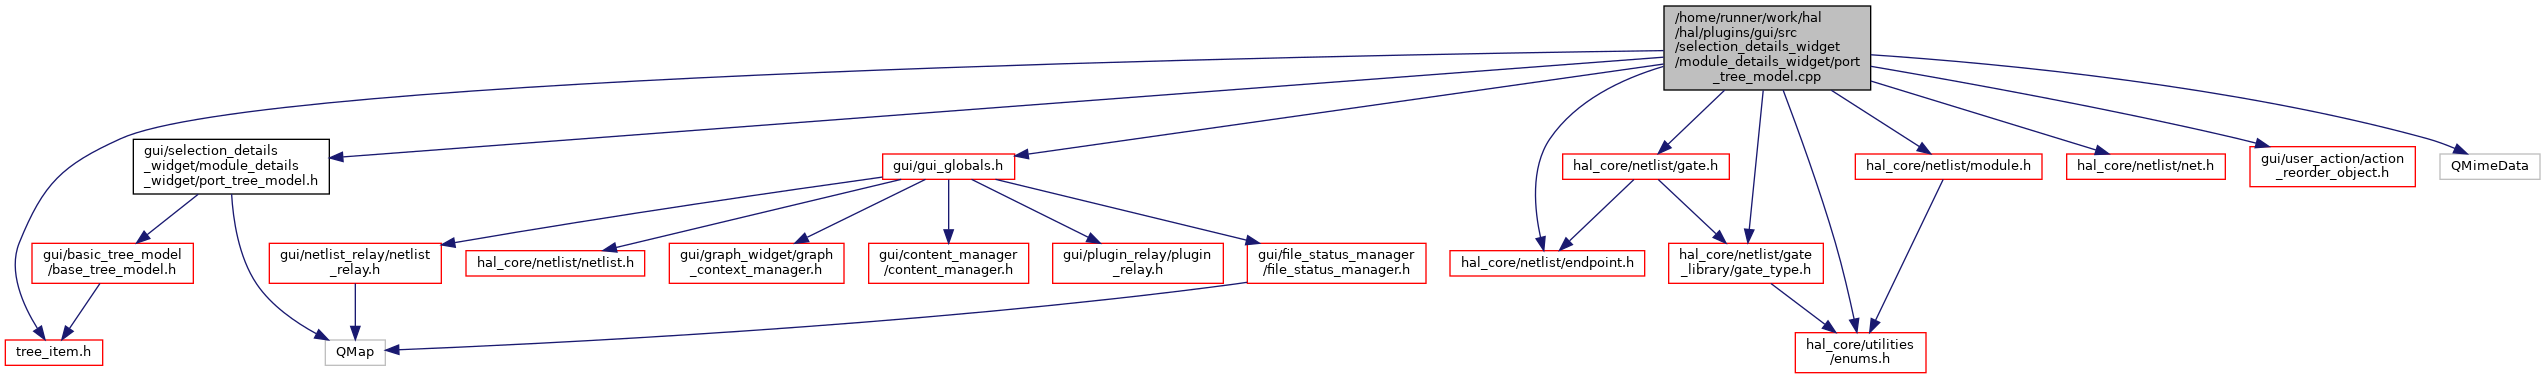 /home/runner/work/hal
/hal/plugins/gui/src
/selection_details_widget
/module_details_widget/port
_tree_model.cpp
gui/selection_details
_widget/module_details
_widget/port_tree_model.h
gui/gui_globals.h
hal_core/netlist/gate.h
hal_core/netlist/module.h
hal_core/netlist/net.h
gui/user_action/action
_reorder_object.h
QMimeData
gui/basic_tree_model
/base_tree_model.h
gui/netlist_relay/netlist
_relay.h
hal_core/netlist/netlist.h
gui/graph_widget/graph
_context_manager.h
gui/content_manager
/content_manager.h
gui/plugin_relay/plugin
_relay.h
gui/file_status_manager
/file_status_manager.h
hal_core/netlist/endpoint.h
hal_core/netlist/gate
_library/gate_type.h
tree_item.h
QMap
hal_core/utilities
/enums.h